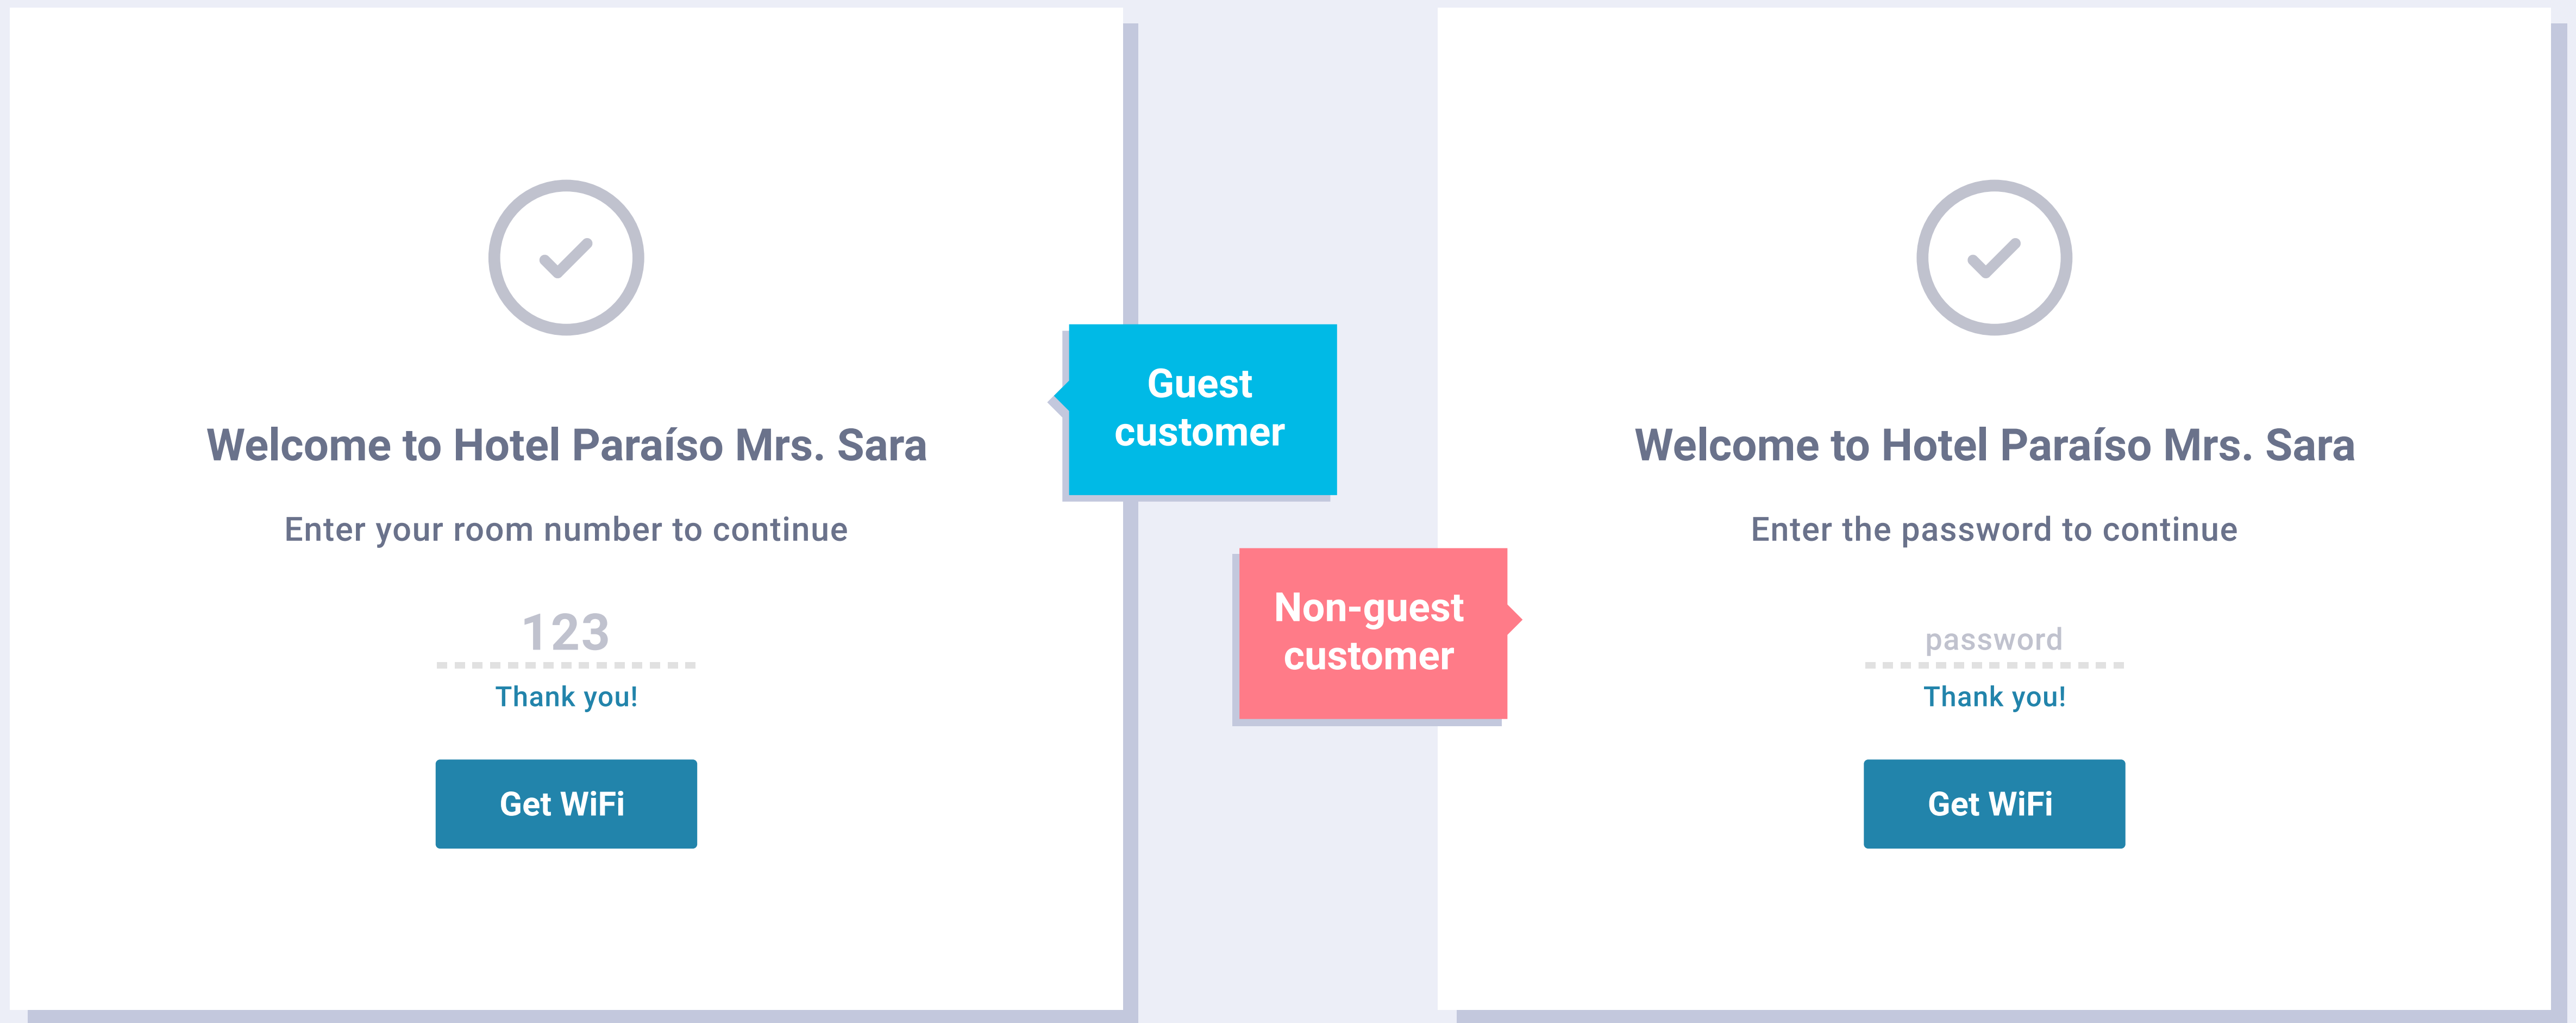 Welcome to Hotel Paraíso Mrs. Sara
Enter your room number to continue
123
Thank you!
Get WiFi
Guest
customer
Non-guest
customer
Welcome to Hotel Paraíso Mrs. Sara
Enter the password to continue
password
Thank you!
Get WiFi